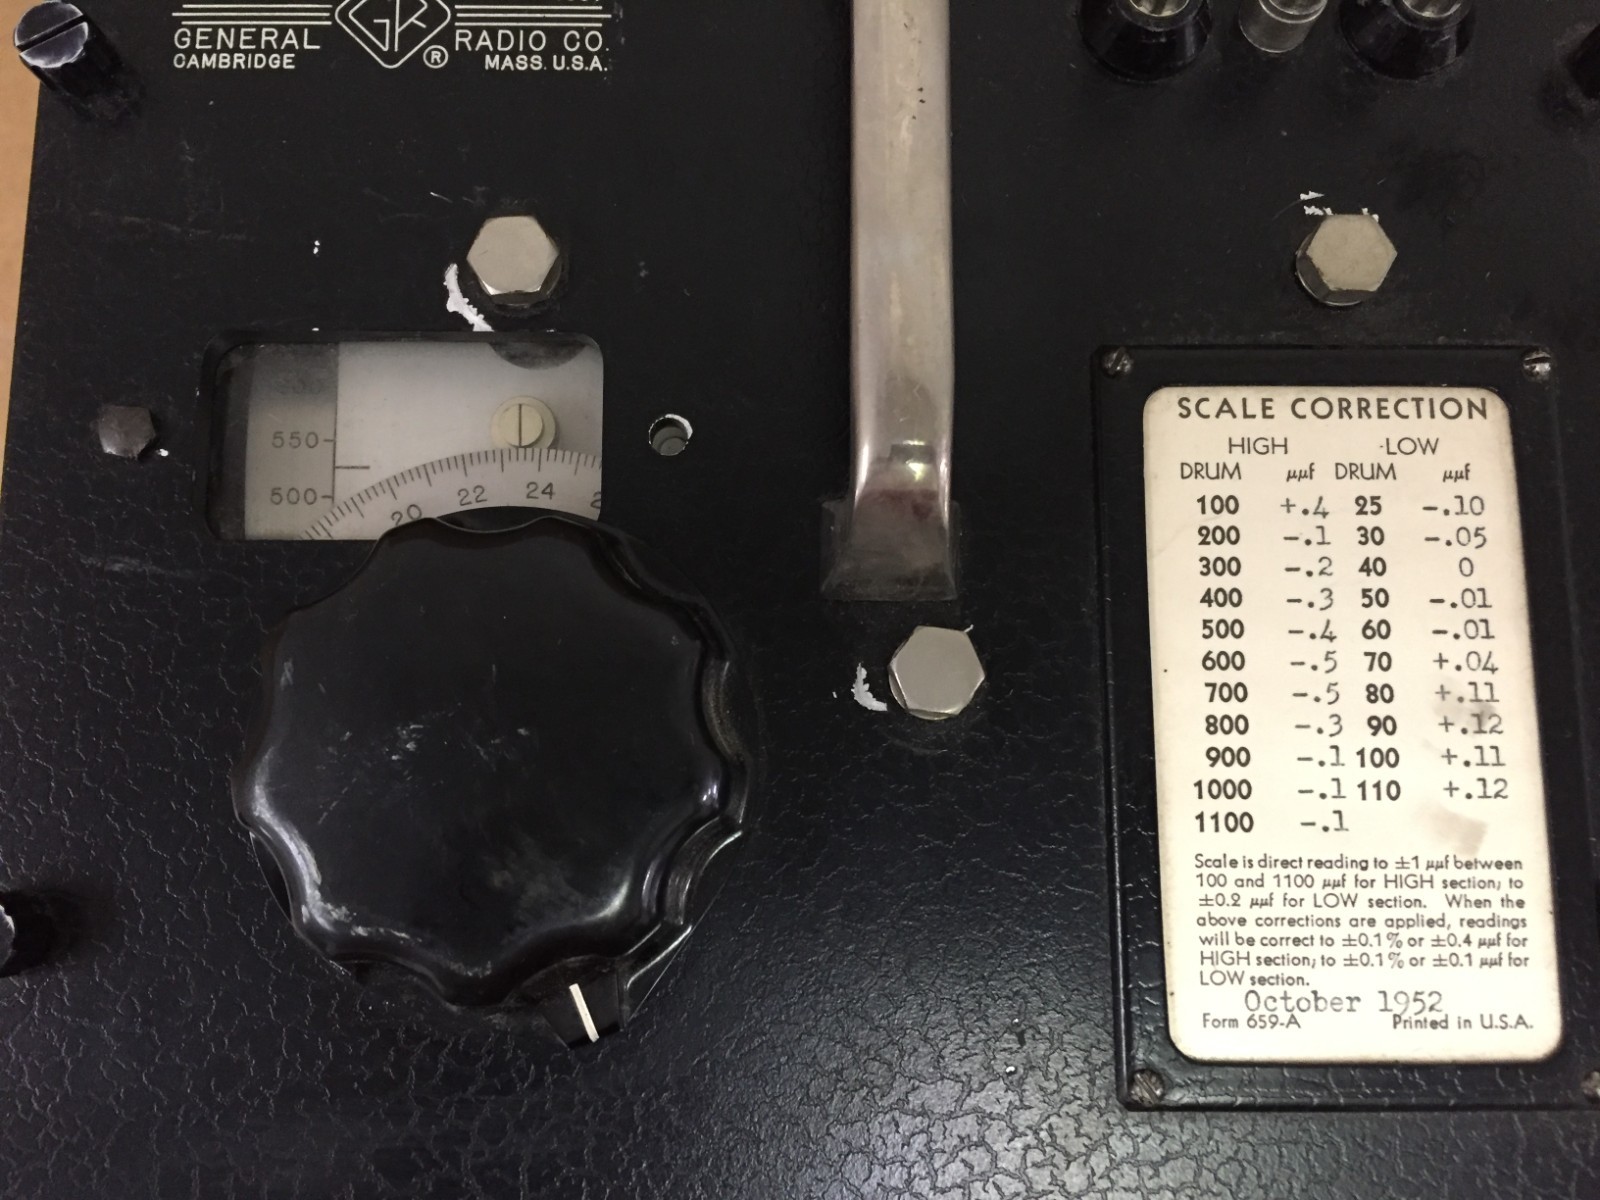 GENERAL RADIO CO.
CAMBRIDGE MASS. U.S.A.
GR ®
550
500
20 22 24
SCALE CORRECTION
HIGH LOW
DRUM μμf DRUM μμf
100 +.4 25 -.10
200 -.1 30 -.05
300 -.2 40 0
400 -.3 50 -.01
500 -.4 60 -.01
600 -.5 70 +.04
700 -.5 80 +.11
800 -.3 90 +.12
900 -.1 100 +.11
1000 -.1 110 +.12
1100 -.1
Scale is direct reading to ±1 μμf between
100 and 1100 μμf for HIGH section; to
±0.2 μμf for LOW section. When the
above corrections are applied, readings
will be correct to ±0.1% or ±0.4 μμf for
HIGH section; to ±0.1% or ±0.1 μμf for
LOW section.
October 1952
Form 659-A Printed in U.S.A.